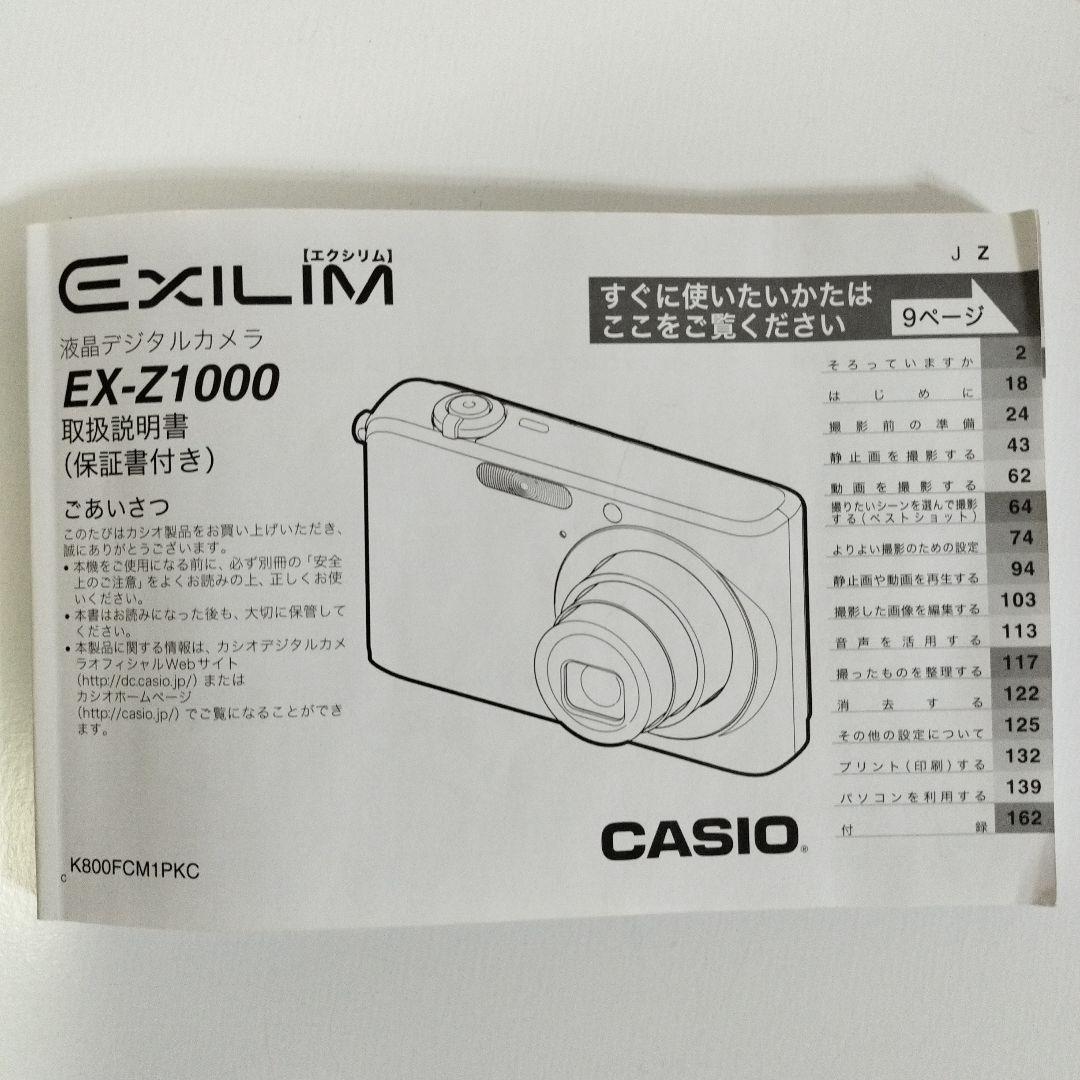 EXILIM【エクシリム】
液晶デジタルカメラ
EX-Z1000
取扱説明書
(保証書付き)
ごあいさつ
このたびはカシオ製品をお買い上げいただき、
誠にありがとうございます。
• 本機をご使用になる前に、必ず別冊の「安全
上のご注意」をよくお読みの上、正しくお使
いください。
• 本書はお読みになった後も、大切に保管して
ください。
• 本製品に関する情報は、カシオデジタルカメ
ラオフィシャルWebサイト
(http://dc.casio.jp/) または
カシオホームページ
(http://casio.jp/) でご覧になることができ
ます。
K800FCM1PKC
C
J Z
すぐに使いたいかたは
ここをご覧ください
9ページ
そろっていますか 2
はじめに 18
撮影前の準備 24
静止画を撮影する 43
動画を撮影する 62
撮りたいシーンを選んで撮影
する(ベストショット) 64
よりよい撮影のための設定 74
静止画や動画を再生する 94
撮影した画像を編集する 103
音声を活用する 113
撮ったものを整理する 117
消去する 122
その他の設定について 125
プリント(印刷)する 132
パソコンを利用する 139
付録 162
CASIO®